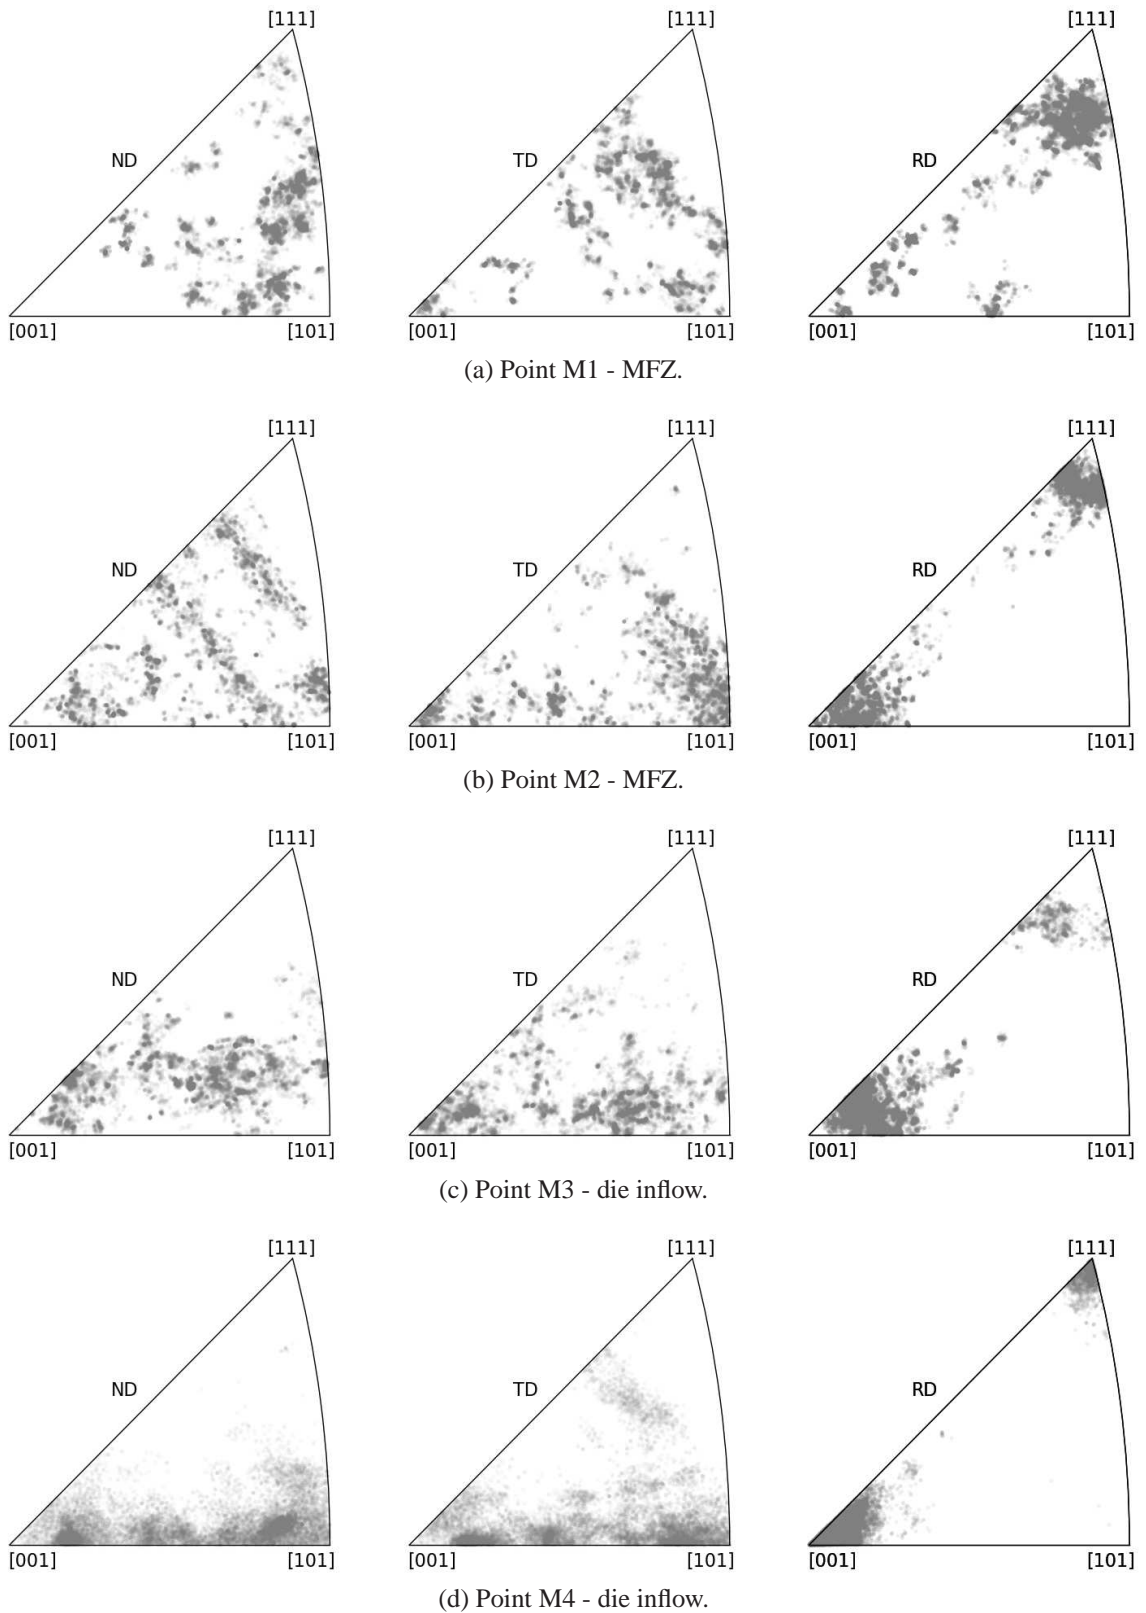 [111] [111] [111]
ND TD RD
[001] [101] [001] [101] [001] [101]
(a) Point M1 - MFZ.
[111] [111] [111]
ND TD RD
[001] [101] [001] [101] [001] [101]
(b) Point M2 - MFZ.
[111] [111] [111]
ND TD RD
[001] [101] [001] [101] [001] [101]
(c) Point M3 - die inflow.
[111] [111] [111]
ND TD RD
[001] [101] [001] [101] [001] [101]
(d) Point M4 - die inflow.